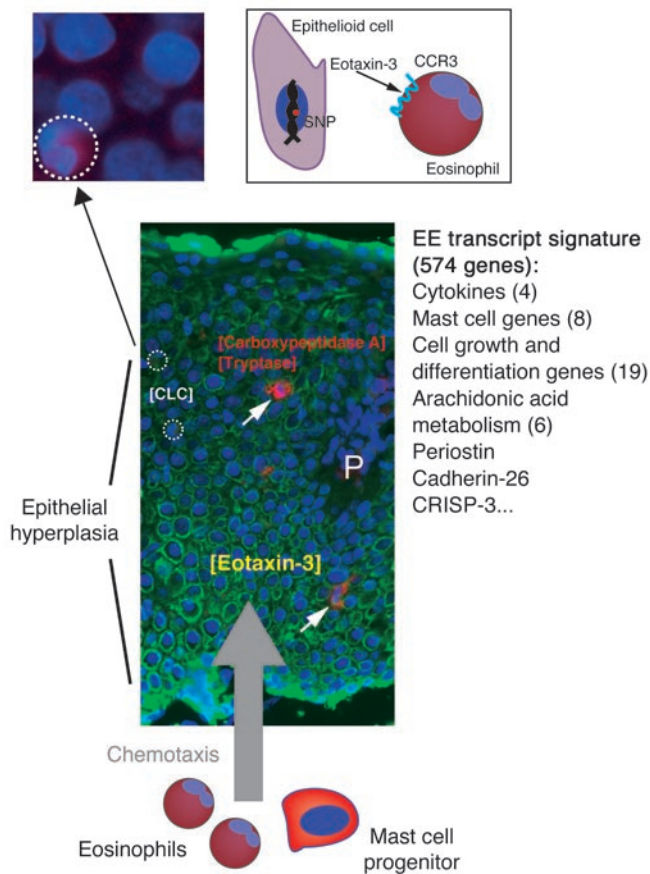 Epithelioid cell
Eotaxin-3
CCR3
SNP
Eosinophil
EE transcript signature
(574 genes):
Cytokines (4)
Mast cell genes (8)
Cell growth and
differentiation genes (19)
Arachidonic acid
metabolism (6)
Periostin
Cadherin-26
CRISP-3...
[Carboxypeptidase A]
[Tryptase]
[CLC]
P
Epithelial
hyperplasia
[Eotaxin-3]
Chemotaxis
Eosinophils
Mast cell
progenitor